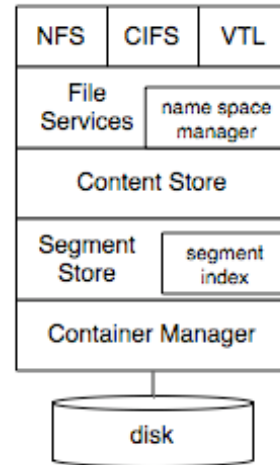 NFS CIFS VTL
File
Services
name space
manager
Content Store
Segment
Store
segment
index
Container Manager
disk